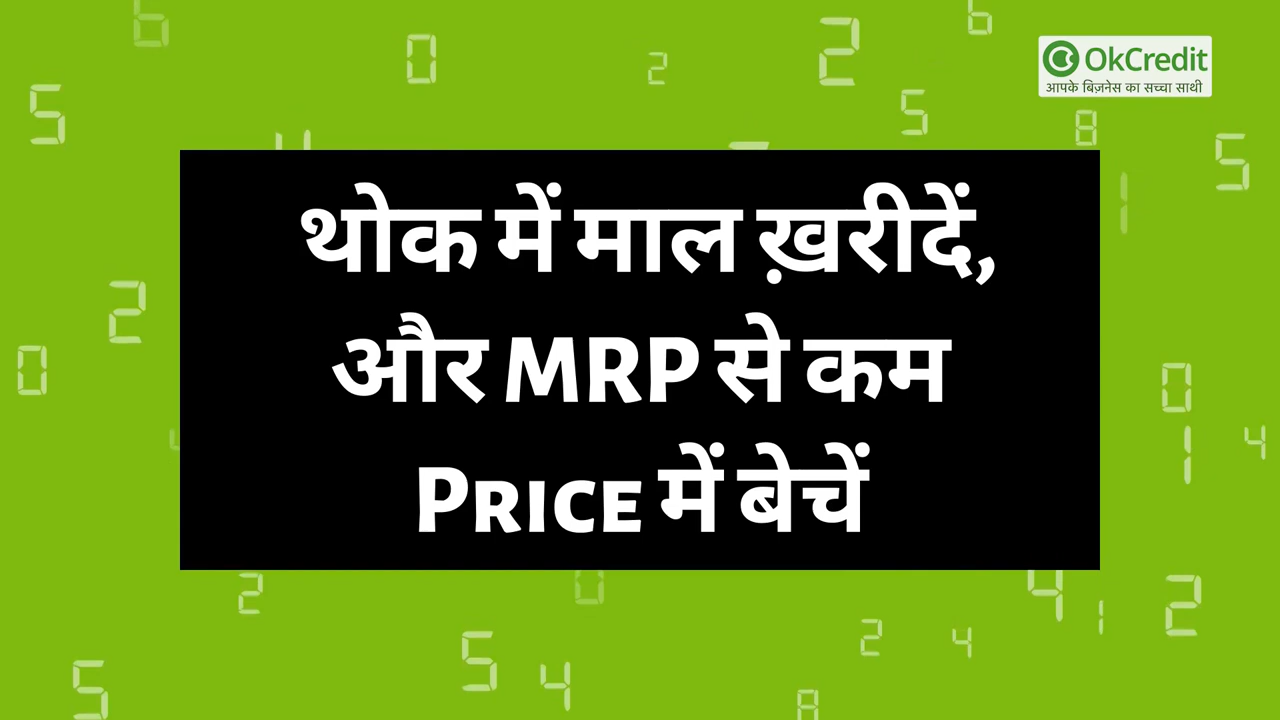 OkCredit
आपके बिज़नेस का सच्चा साथी
थोक में माल ख़रीदें,
और MRP से कम
PRICE में बेचें